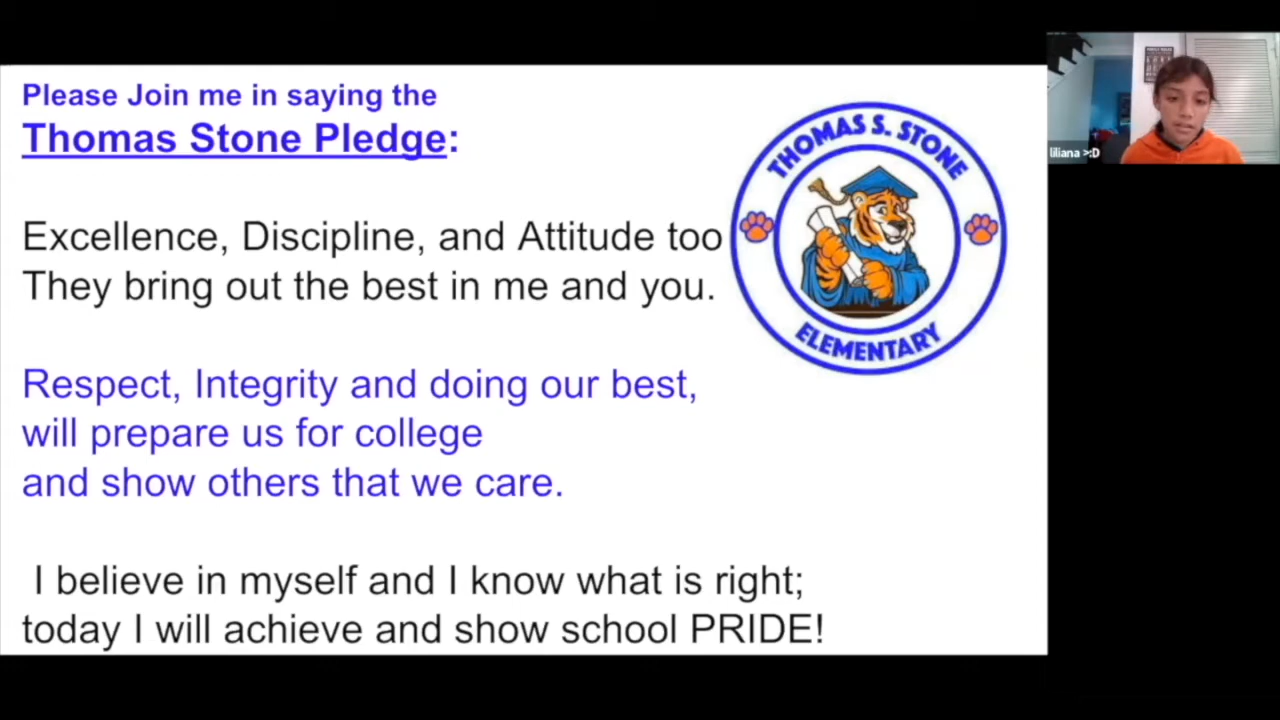 Please Join me in saying the
Thomas Stone Pledge:
Excellence, Discipline, and Attitude too
They bring out the best in me and you.
Respect, Integrity and doing our best,
will prepare us for college
and show others that we care.
I believe in myself and I know what is right;
today I will achieve and show school PRIDE!
THOMAS S. STONE
ELEMENTARY
liliana >:D